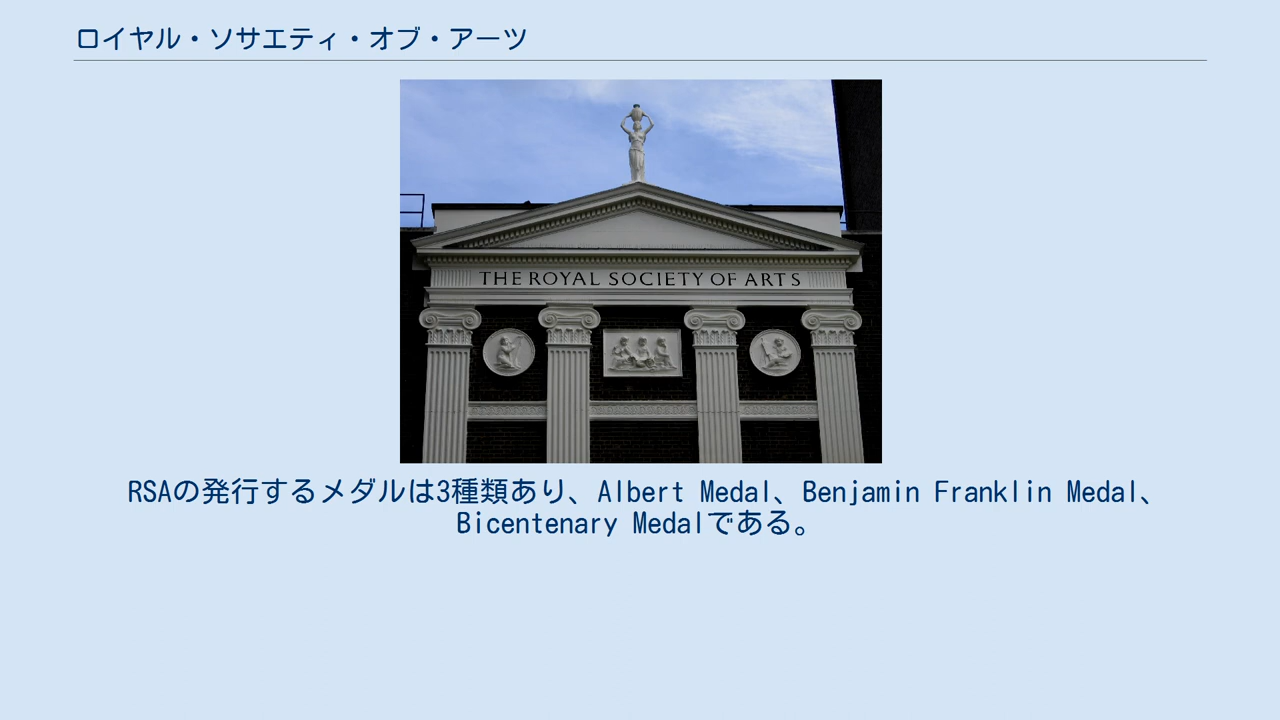 ロイヤル・ソサエティ・オブ・アーツ
THE ROYAL SOCIETY OF ARTS
RSAの発行するメダルは3種類あり、Albert Medal、Benjamin Franklin Medal、
Bicentenary Medalである。